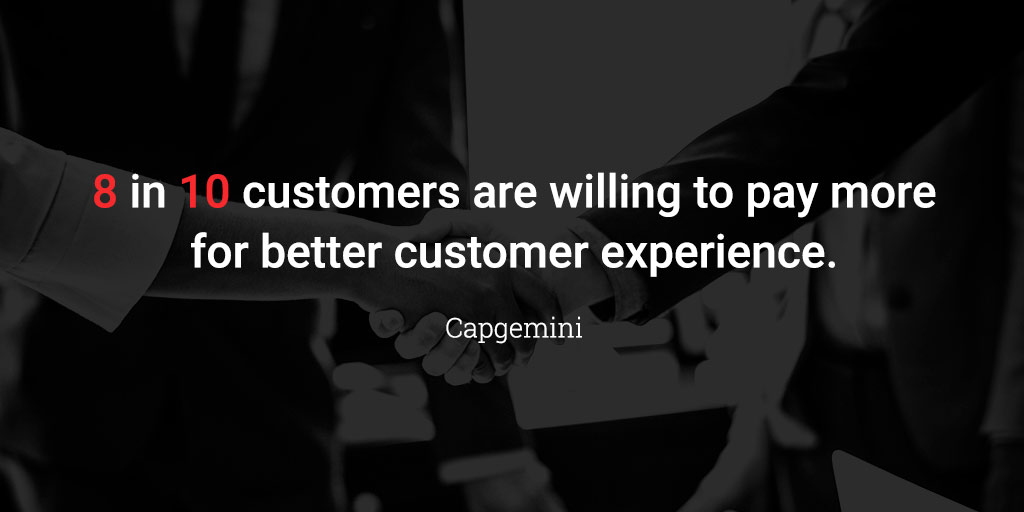 8 in 10 customers are willing to pay more
for better customer experience.
Capgemini